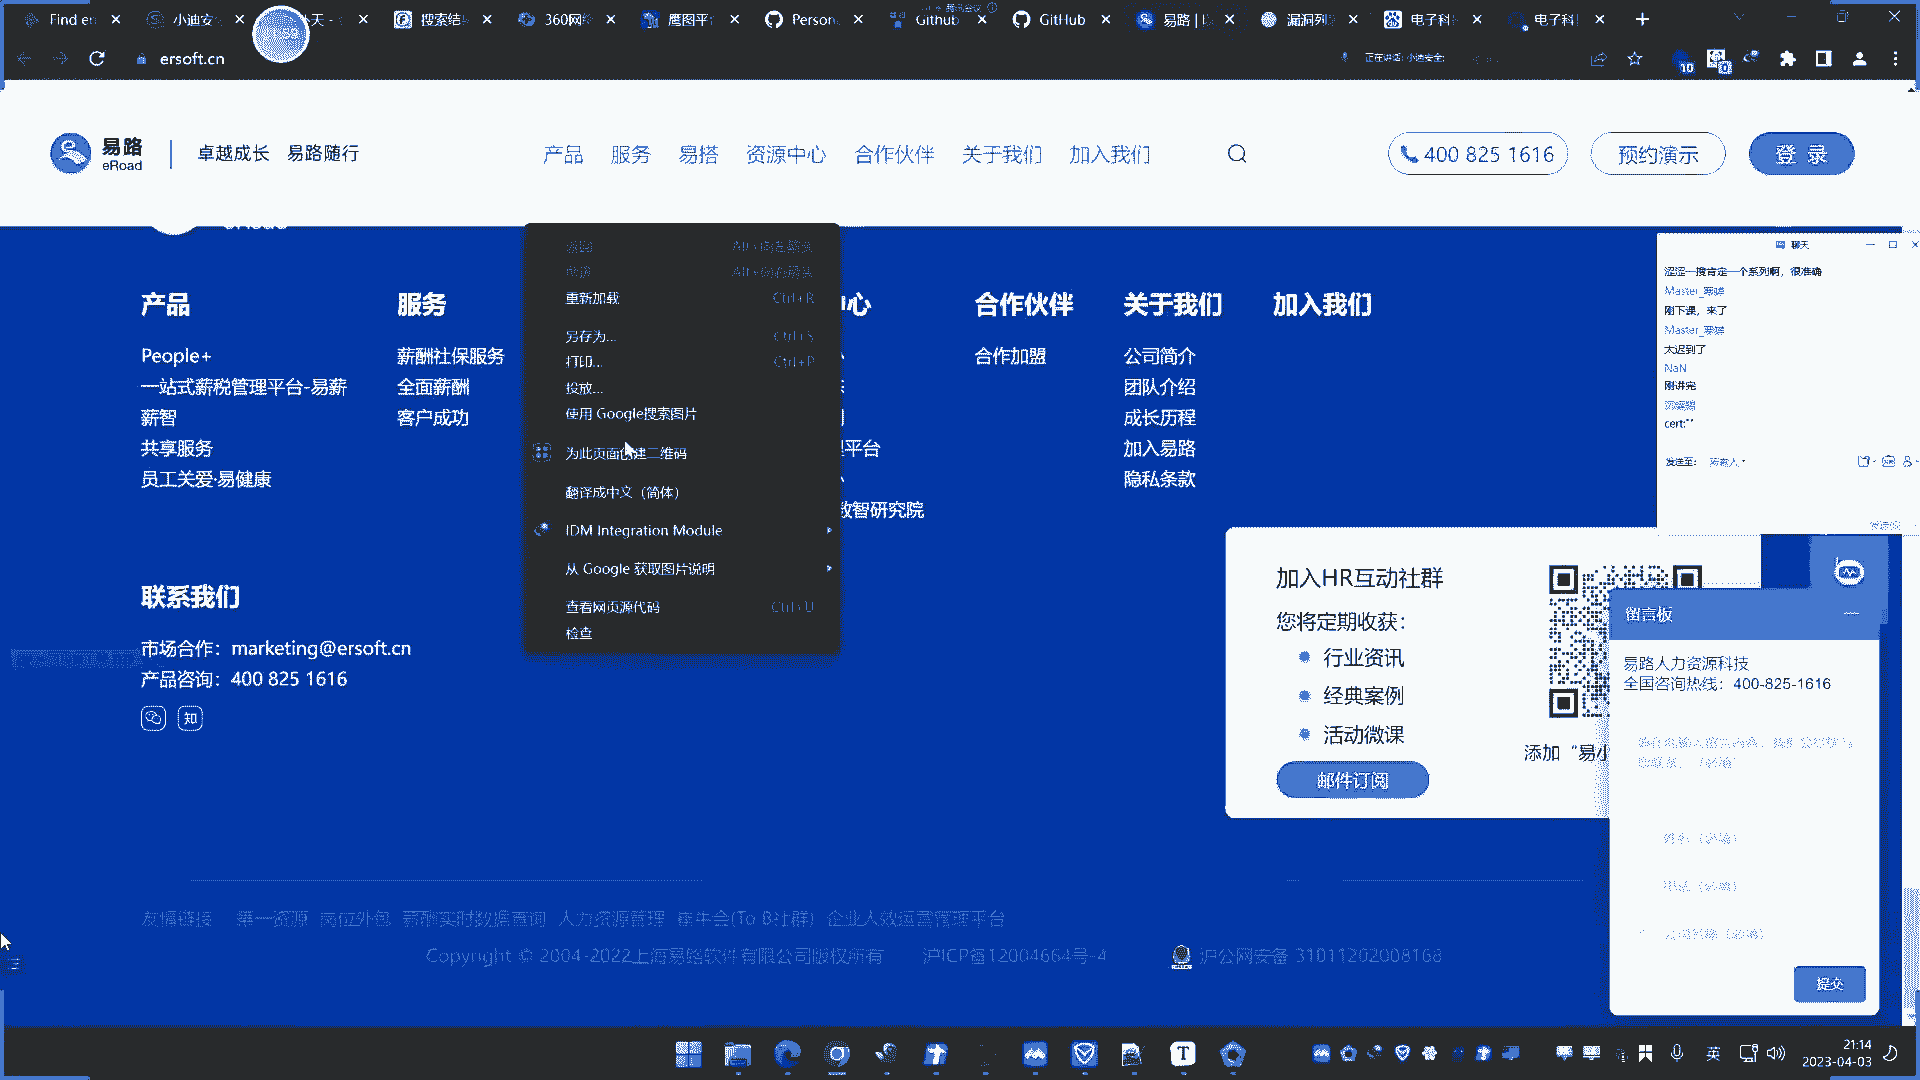 Find e
小迪安
小天 -
搜索结
360网
鹰图平
Person
Github
GitHub
易路 |
漏洞列
电子科
电子科
ersoft.cn
正在讲话: 小迪安全;
10
易路
eRoad
卓越成长 易路随行
产品
服务
易搭
资源中心
合作伙伴
关于我们
加入我们
400 825 1616
预约演示
登 录
产品
People+
一站式薪税管理平台-易薪
薪智
共享服务
员工关爱·易健康
服务
薪酬社保服务
全面薪酬
客户成功
重新加载 Ctrl+R
另存为... Ctrl+S
打印... Ctrl+P
投放...
使用 Google搜索图片
为此页面创建二维码
翻译成中文（简体）
IDM Integration Module
从 Google 获取图片说明
查看网页源代码 Ctrl+U
检查
中心
平台
数智研究院
合作伙伴
合作加盟
关于我们
公司简介
团队介绍
成长历程
加入易路
隐私条款
加入我们
聊天
涩涩一搜肯定一个系列啊，很准确
刚下课，来了
太迟到了
NaN
刚讲完
cert:""
发送至:
联系我们
市场合作：marketing@ersoft.cn
产品咨询：400 825 1616
知
加入HR互动社群
您将定期收获：
行业资讯
经典案例
活动微课
邮件订阅
添加“易小
留言板
易路人力资源科技
全国咨询热线：400-825-1616
提交
友情链接 第一资源 岗位外包 薪酬实时数据查询 人力资源管理 犀牛会(To B社群) 企业人效运营管理平台
Copyright © 2004-2022上海易路软件有限公司版权所有 沪ICP备12004664号-4 沪公网安备 31011202008168
英
21:14
2023-04-03